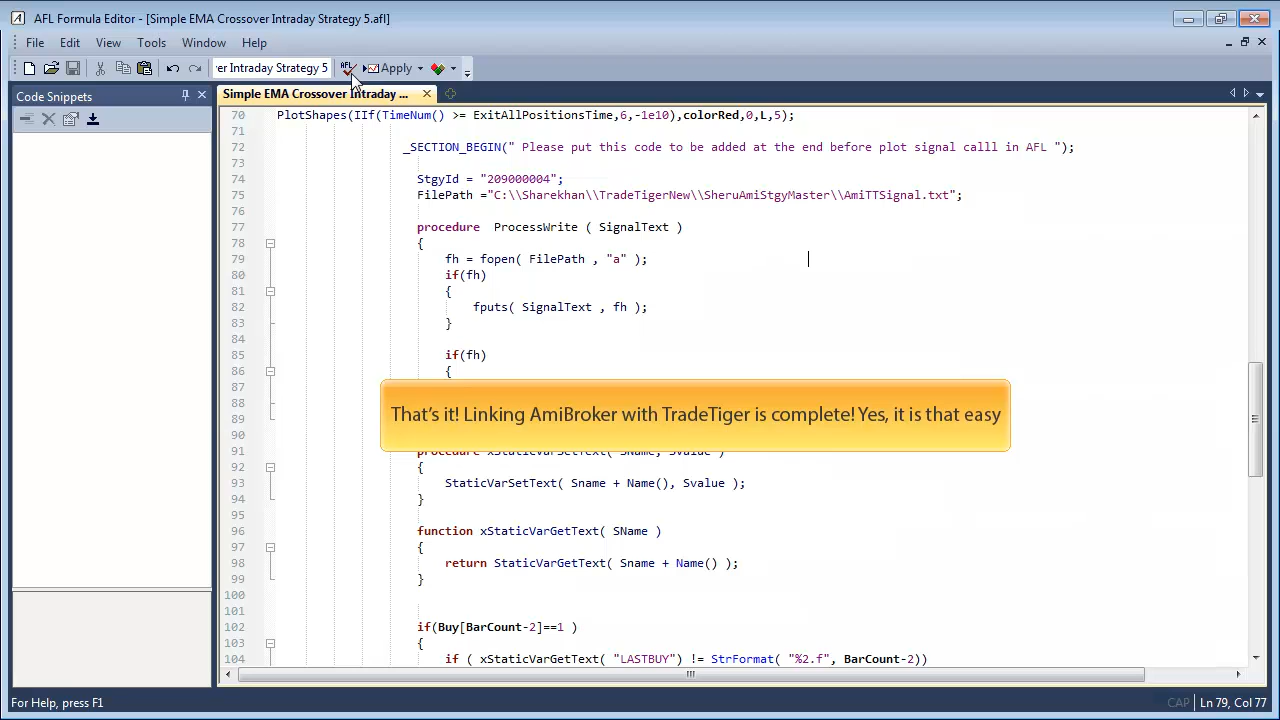 AFL Formula Editor - [Simple EMA Crossover Intraday Strategy 5.afl]
File Edit View Tools Window Help
er Intraday Strategy 5 AFL Apply
Code Snippets
Simple EMA Crossover Intraday ...
70 PlotShapes(IIf(TimeNum() >= ExitAllPositionsTime,6,-1e10),colorRed,0,L,5);
71
72 _SECTION_BEGIN(" Please put this code to be added at the end before plot signal calll in AFL ");
73
74 StgyId = "209000004";
75 FilePath ="C:\\Sharekhan\\TradeTigerNew\\SheruAmiStgyMaster\\AmiTTSignal.txt";
76
77 procedure ProcessWrite ( SignalText )
78 {
79 fh = fopen( FilePath , "a" );
80 if(fh)
81 {
82 fputs( SignalText , fh );
83 }
84
85 if(fh)
86 {
87
88
89
That's it! Linking AmiBroker with TradeTiger is complete! Yes, it is that easy
90
91 procedure xStaticVarSetText( SName, Svalue )
92 {
93 StaticVarSetText( Sname + Name(), Svalue );
94 }
95
96 function xStaticVarGetText( SName )
97 {
98 return StaticVarGetText( Sname + Name() );
99 }
100
101
102 if(Buy[BarCount-2]==1 )
103 {
104 if ( xStaticVarGetText( "LASTBUY") != StrFormat( "%2.f", BarCount-2))
For Help, press F1
CAP Ln 79, Col 77